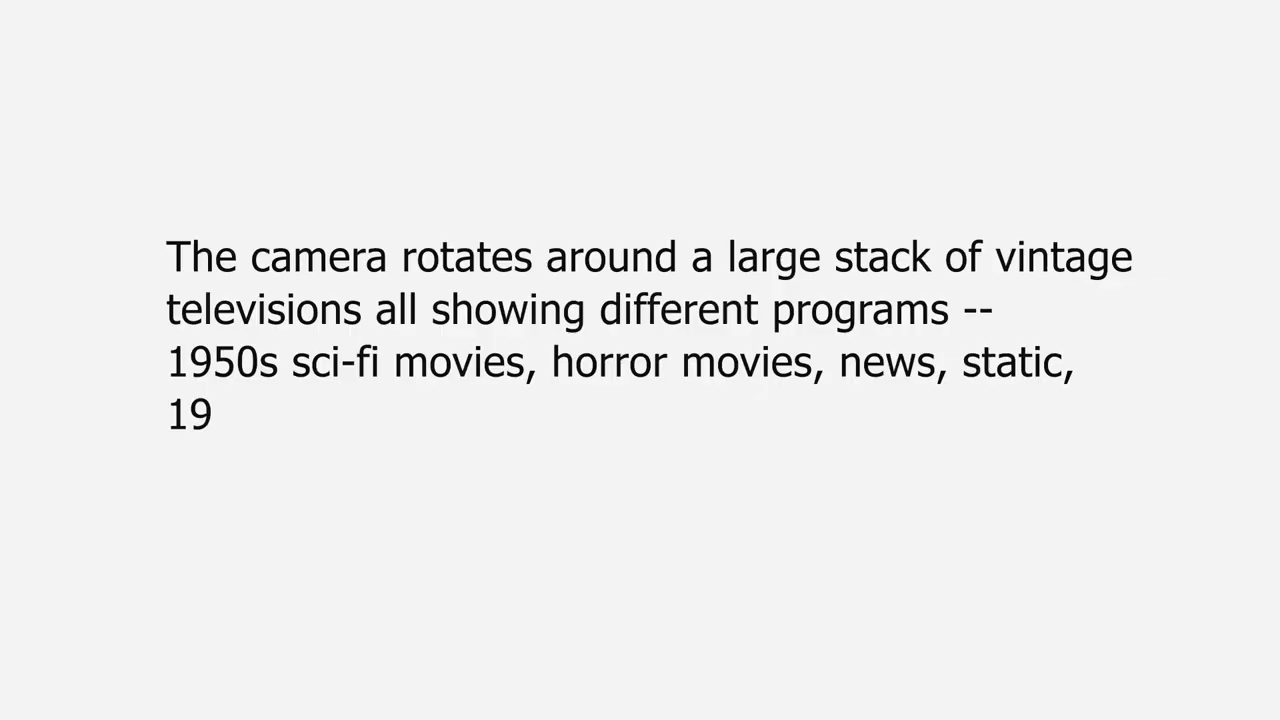 The camera rotates around a large stack of vintage
televisions all showing different programs --
1950s sci-fi movies, horror movies, news, static,
19